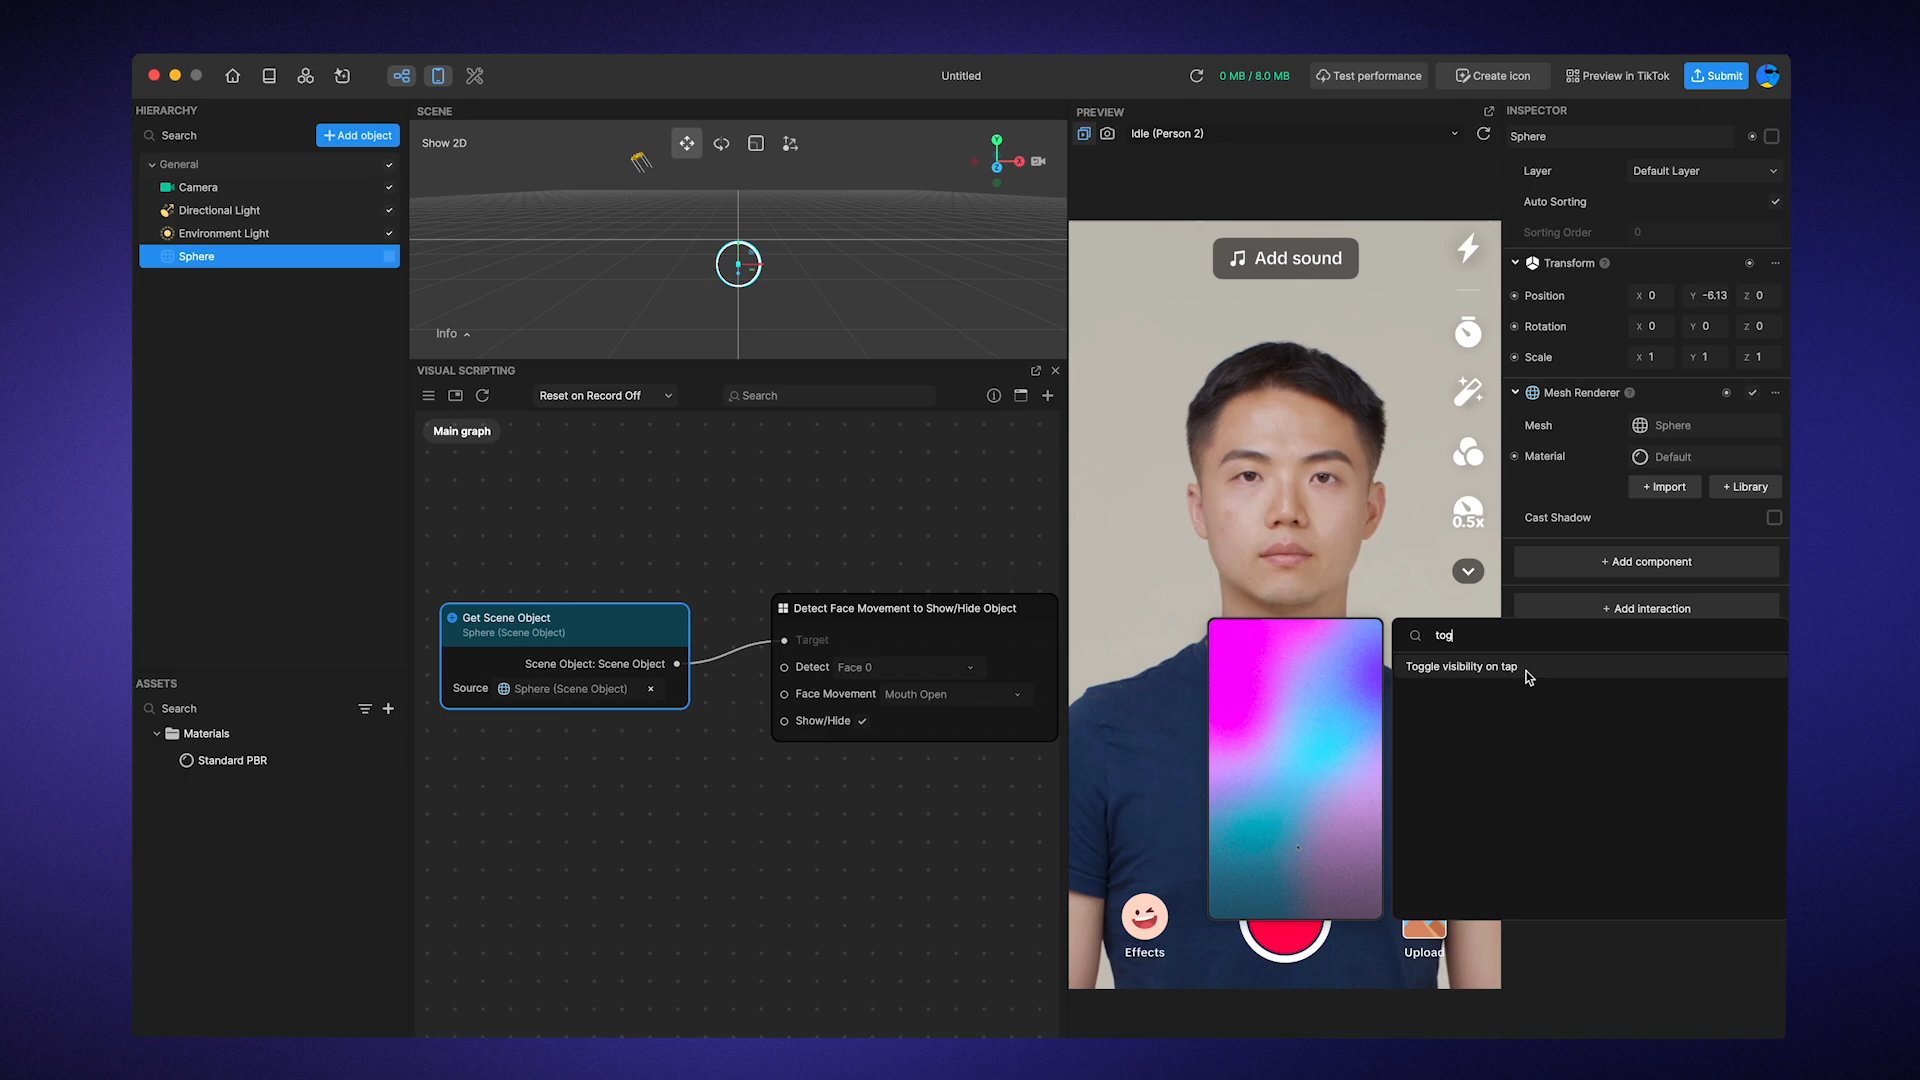 Untitled
0 MB / 8.0 MB
Test performance
Create icon
Preview in TikTok
Submit
HIERARCHY
Search
+ Add object
General
Camera
Directional Light
Environment Light
Sphere
SCENE
Show 2D
Y
X
Z
Info
VISUAL SCRIPTING
Reset on Record Off
Search
Main graph
Get Scene Object
Sphere (Scene Object)
Scene Object: Scene Object
Source Sphere (Scene Object)
Detect Face Movement to Show/Hide Object
Target
Detect Face 0
Face Movement Mouth Open
Show/Hide
ASSETS
Search
Materials
Standard PBR
PREVIEW
Idle (Person 2)
Add sound
0.5x
Effects
Upload
INSPECTOR
Sphere
Layer Default Layer
Auto Sorting
Sorting Order 0
Transform
Position X 0 Y -6.13 Z 0
Rotation X 0 Y 0 Z 0
Scale X 1 Y 1 Z 1
Mesh Renderer
Mesh Sphere
Material Default
+ Import + Library
Cast Shadow
+ Add component
+ Add interaction
tog
Toggle visibility on tap